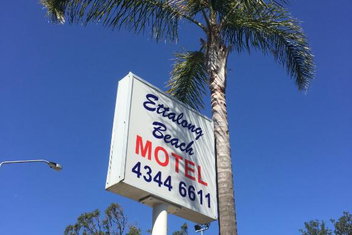 Ettalong
Beach
MOTEL
4344 6611